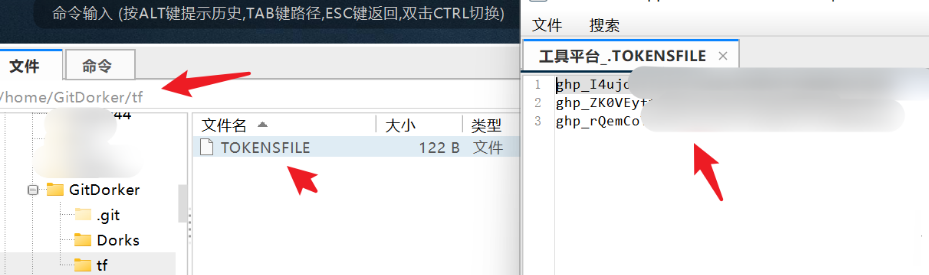 命令输入 (按ALT键提示历史,TAB键路径,ESC键返回,双击CTRL切换)
文件 命令
/home/GitDorker/tf
44
GitDorker
.git
Dorks
tf
文件名 大小 类型
TOKENSFILE 122 B 文件
文件 搜索
工具平台_.TOKENSFILE ×
1 ghp_I4ujc
2 ghp_ZK0VEyf
3 ghp_rQemCo